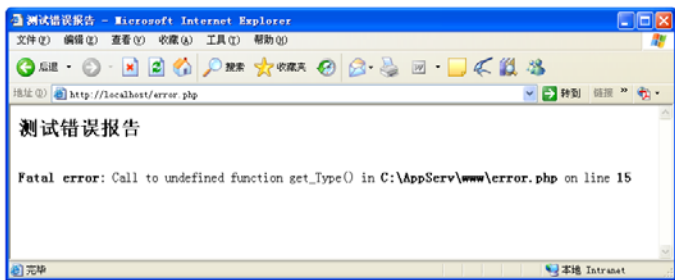 测试错误报告 - Microsoft Internet Explorer
文件(F) 编辑(E) 查看(V) 收藏(A) 工具(T) 帮助(H)
后退 搜索 收藏夹
地址(D) http://localhost/error.php 转到 链接 »
测试错误报告
Fatal error: Call to undefined function get_Type() in C:\AppServ\www\error.php on line 15
完毕 本地 Intranet